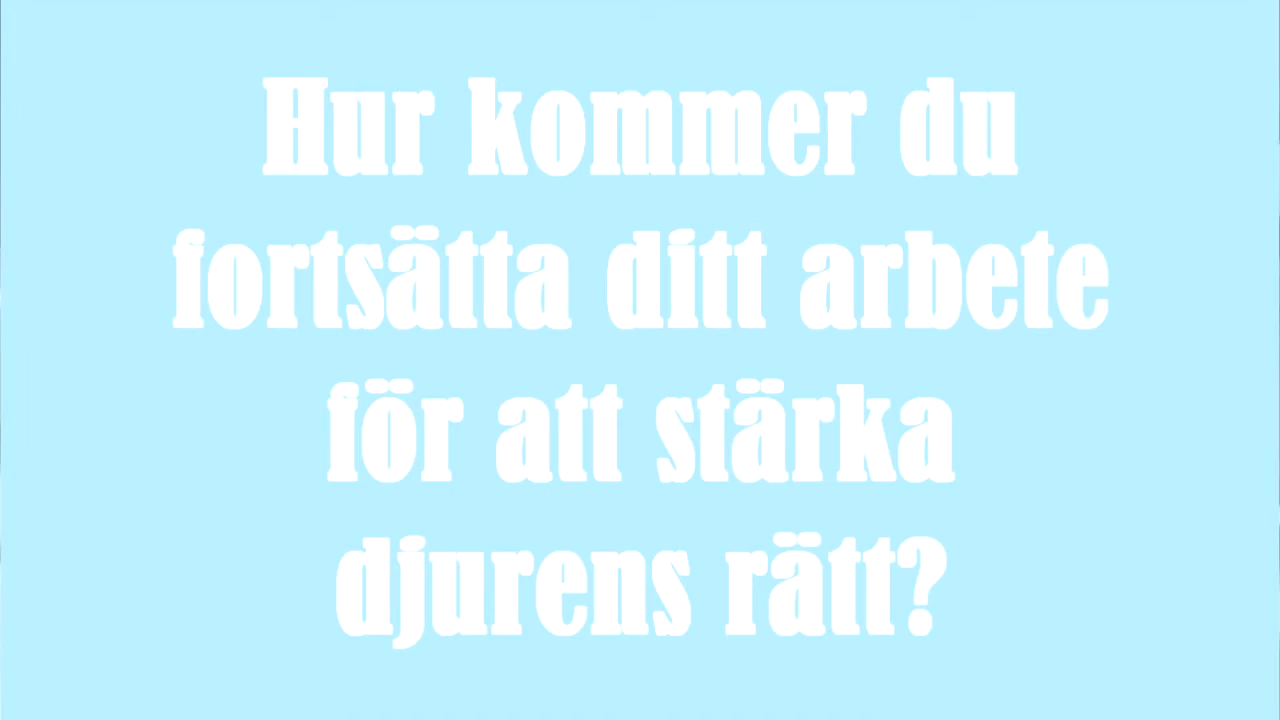 Hur kommer du
fortsätta ditt arbete
för att stärka
djurens rätt?